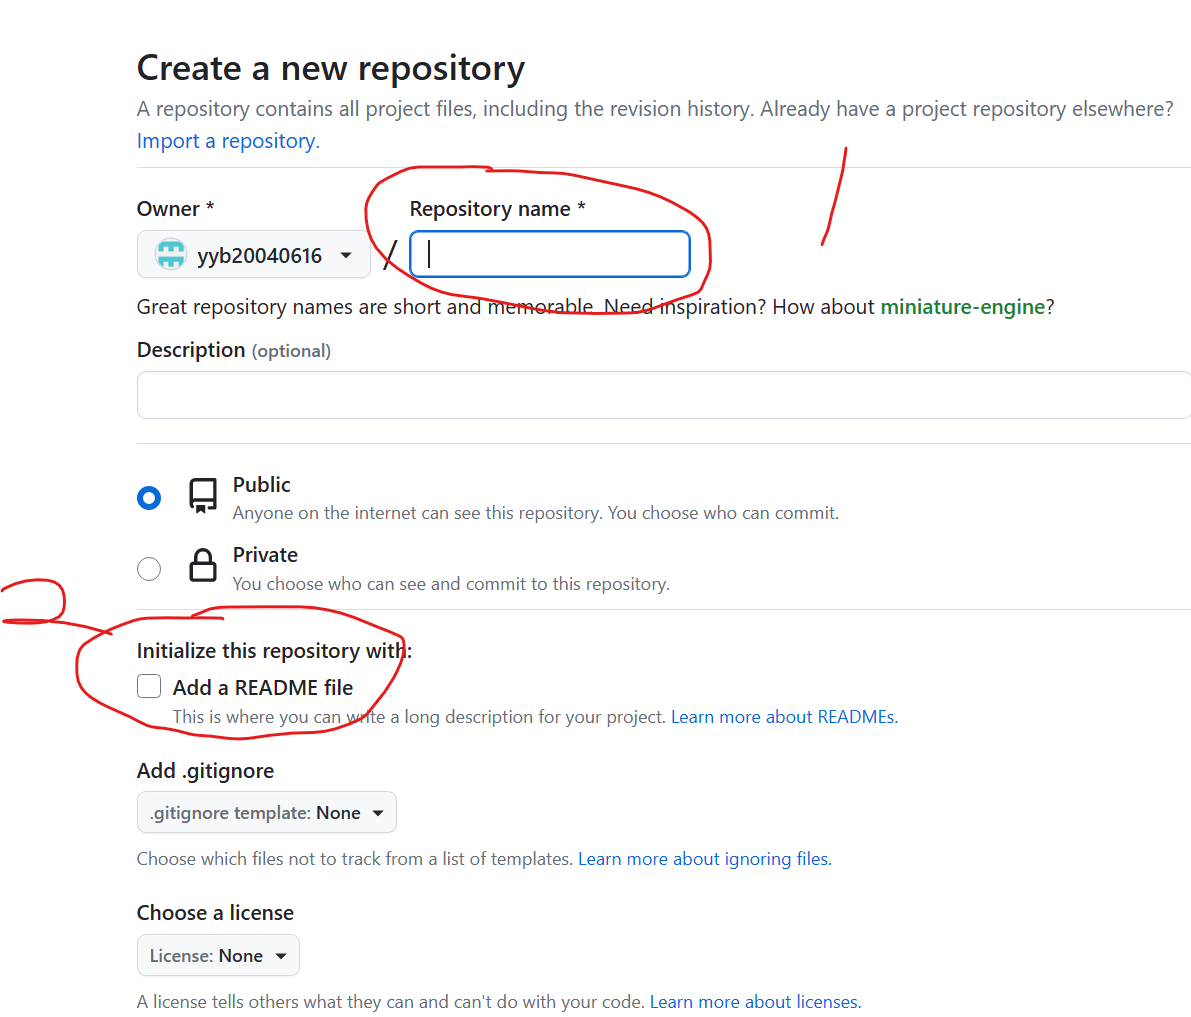 Create a new repository
A repository contains all project files, including the revision history. Already have a project repository elsewhere?
Import a repository.
Owner *
Repository name *
yyb20040616
/
Great repository names are short and memorable. Need inspiration? How about miniature-engine?
Description (optional)
Public
Anyone on the internet can see this repository. You choose who can commit.
Private
You choose who can see and commit to this repository.
Initialize this repository with:
Add a README file
This is where you can write a long description for your project. Learn more about READMEs.
Add .gitignore
.gitignore template: None
Choose which files not to track from a list of templates. Learn more about ignoring files.
Choose a license
License: None
A license tells others what they can and can't do with your code. Learn more about licenses.